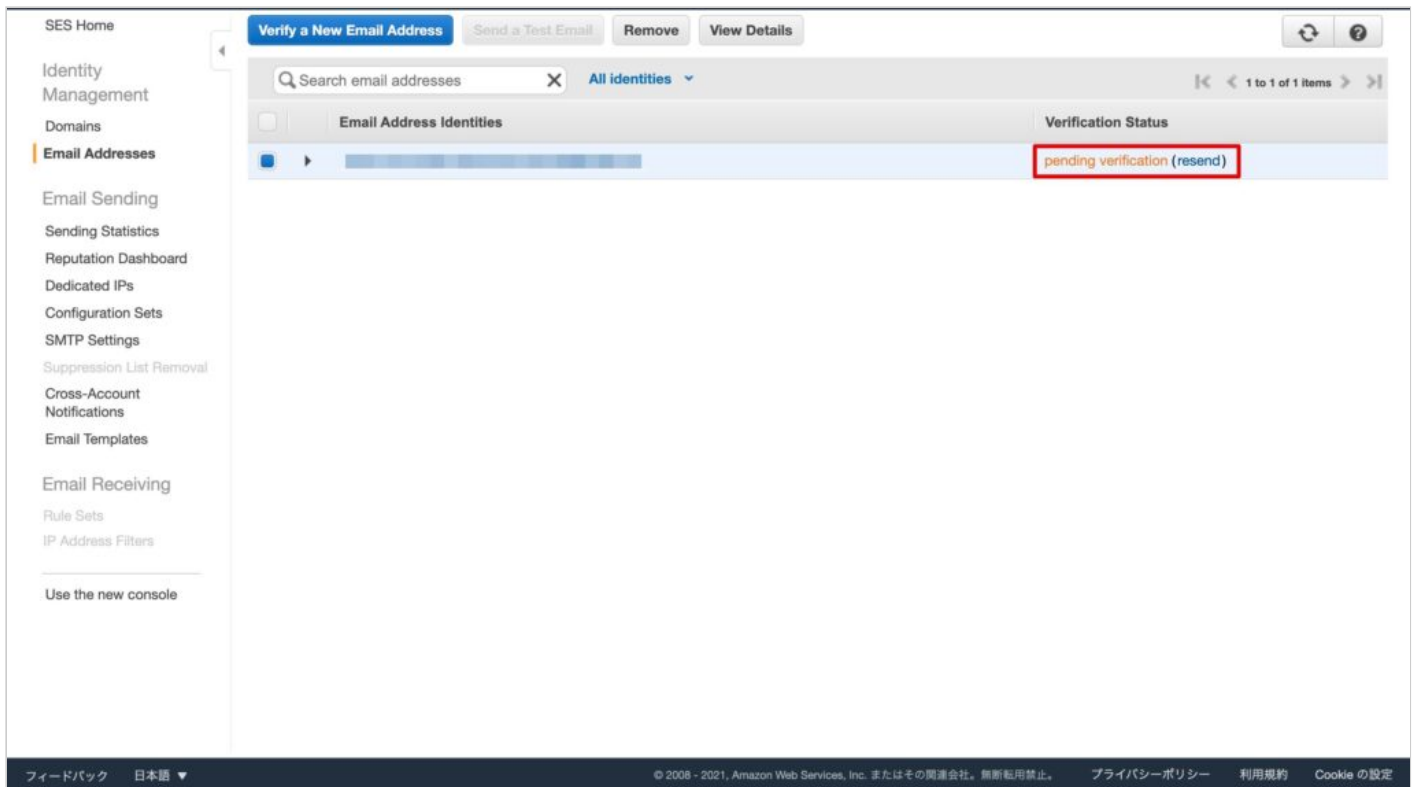 SES Home
Identity
Management
Domains
Email Addresses
Email Sending
Sending Statistics
Reputation Dashboard
Dedicated IPs
Configuration Sets
SMTP Settings
Suppression List Removal
Cross-Account
Notifications
Email Templates
Email Receiving
Rule Sets
IP Address Filters
Use the new console
Verify a New Email Address Send a Test Email Remove View Details
Search email addresses All identities 1 to 1 of 1 items
Email Address Identities Verification Status
pending verification (resend)
フィードバック 日本語 © 2008 - 2021, Amazon Web Services, Inc. またはその関連会社。無断転用禁止。 プライバシーポリシー 利用規約 Cookie の設定